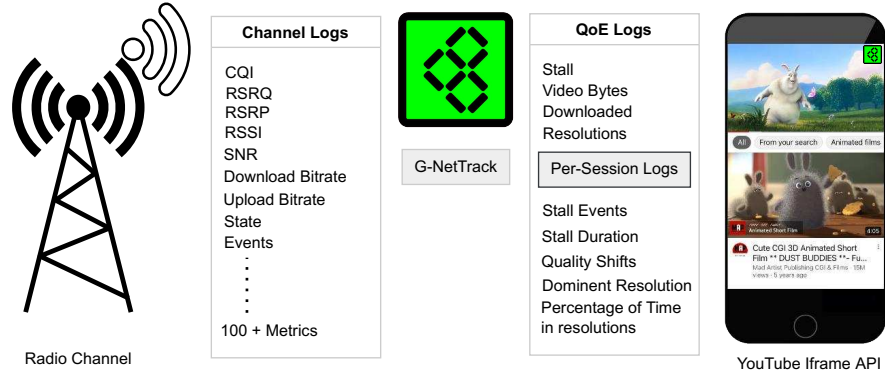 Channel Logs
CQI
RSRQ
RSRP
RSSI
SNR
Download Bitrate
Upload Bitrate
State
Events
100 + Metrics
Radio Channel
G-NetTrack
QoE Logs
Stall
Video Bytes
Downloaded
Resolutions
Per-Session Logs
Stall Events
Stall Duration
Quality Shifts
Dominent Resolution
Percentage of Time
in resolutions
All
From your search
Animated films
Animated Short Film
4:05
Cute CGI 3D Animated Short
Film ** DUST BUDDIES **- Fu...
Mad Artist Publishing CGI & Films · 15M
views · 5 years ago
YouTube Iframe API